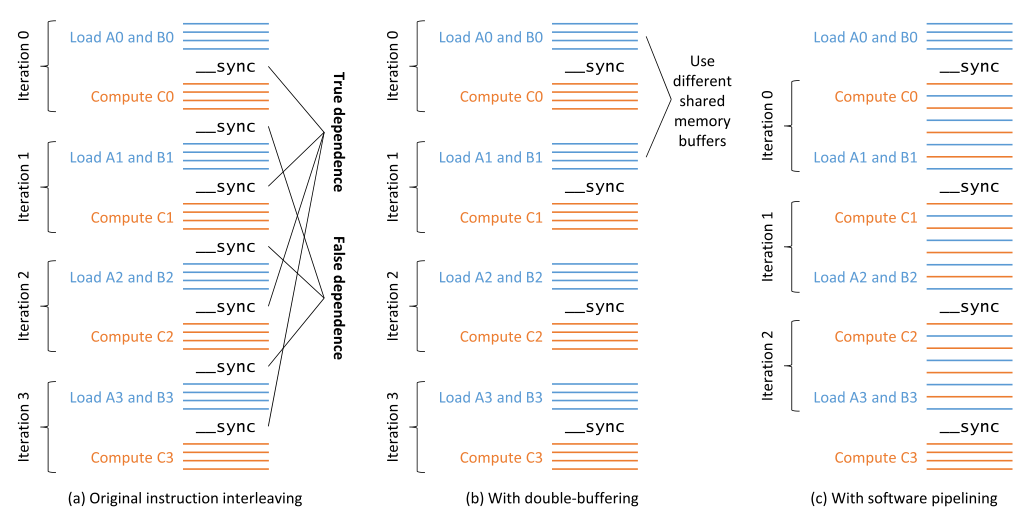 Iteration 0
Load A0 and B0
__sync
Compute C0
__sync
Iteration 1
Load A1 and B1
__sync
Compute C1
__sync
Iteration 2
Load A2 and B2
__sync
Compute C2
__sync
Iteration 3
Load A3 and B3
__sync
Compute C3
True dependence
False dependence
(a) Original instruction interleaving
Iteration 0
Load A0 and B0
__sync
Compute C0
Iteration 1
Load A1 and B1
__sync
Compute C1
Iteration 2
Load A2 and B2
__sync
Compute C2
Iteration 3
Load A3 and B3
__sync
Compute C3
Use
different
shared
memory
buffers
(b) With double-buffering
Load A0 and B0
__sync
Iteration 0
Compute C0
Load A1 and B1
__sync
Iteration 1
Compute C1
Load A2 and B2
__sync
Iteration 2
Compute C2
Load A3 and B3
__sync
Compute C3
(c) With software pipelining